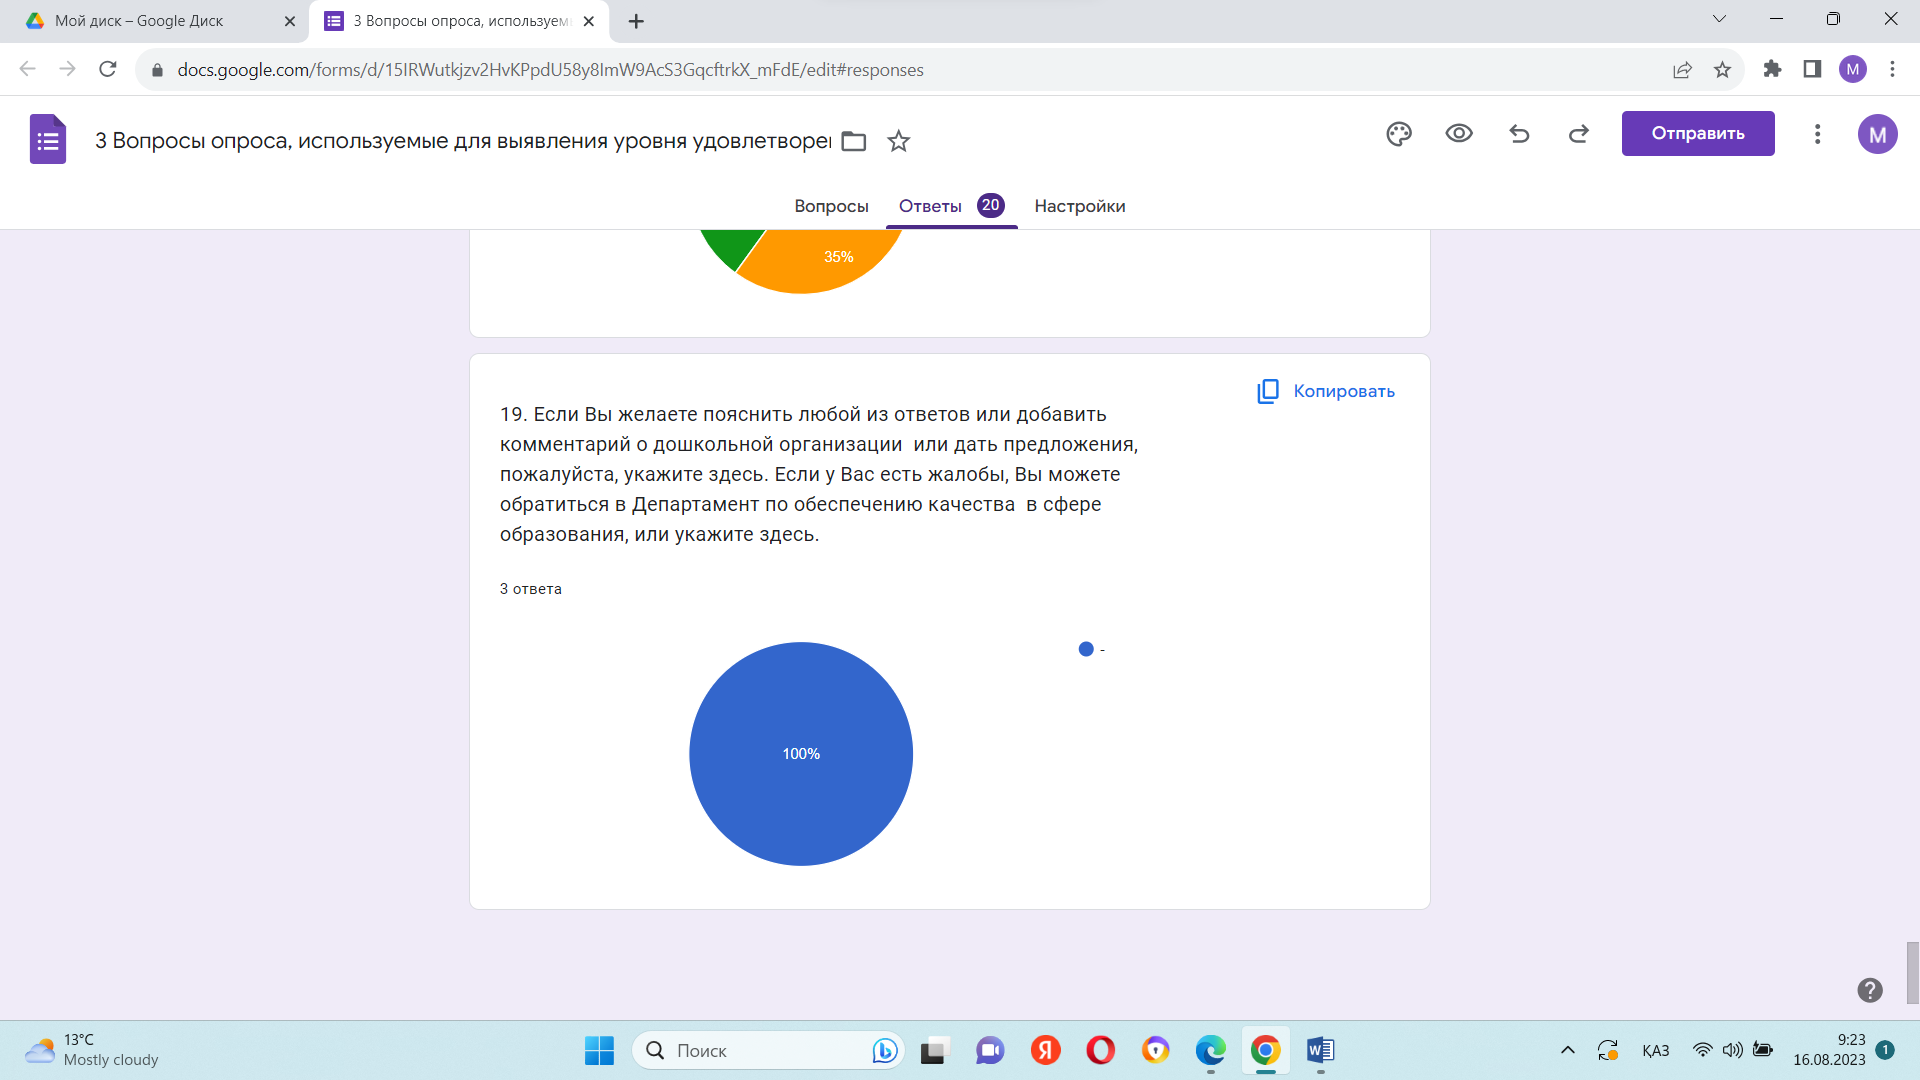 Мой диск – Google Диск
3 Вопросы опроса, используем
docs.google.com/forms/d/15IRWutkjzv2HvKPpdU58y8ImW9AcS3GqcftrkX_mFdE/edit#responses
M
3 Вопросы опроса, используемые для выявления уровня удовлетворен
Отправить
M
Вопросы
Ответы 20
Настройки
35%
Копировать
19. Если Вы желаете пояснить любой из ответов или добавить
комментарий о дошкольной организации или дать предложения,
пожалуйста, укажите здесь. Если у Вас есть жалобы, Вы можете
обратиться в Департамент по обеспечению качества в сфере
образования, или укажите здесь.
3 ответа
-
100%
13°C
Mostly cloudy
Поиск
ҚАЗ
9:23
16.08.2023
1